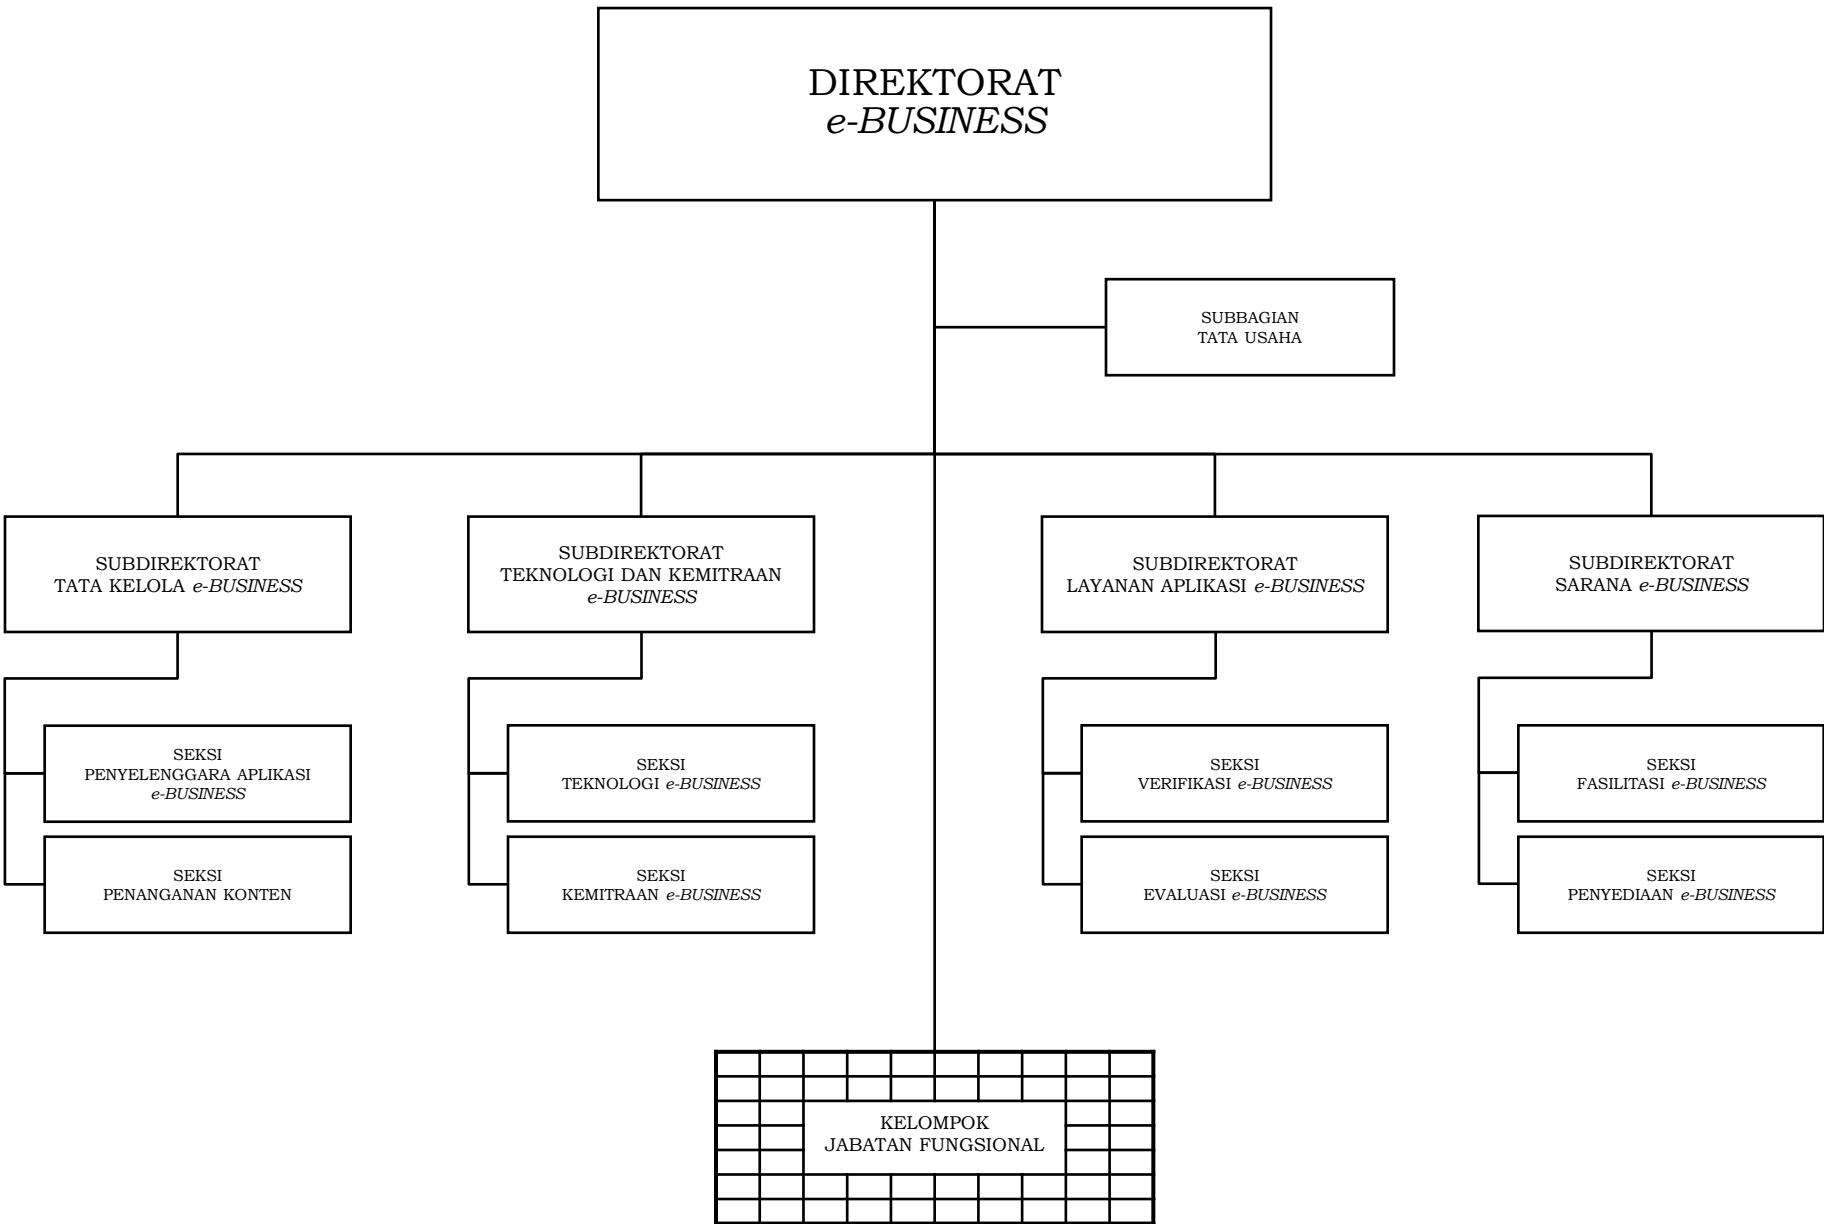 DIREKTORAT
e-BUSINESS
SUBBAGIAN
TATA USAHA
SUBDIREKTORAT
TATA KELOLA e-BUSINESS
SUBDIREKTORAT
TEKNOLOGI DAN KEMITRAAN
e-BUSINESS
SUBDIREKTORAT
LAYANAN APLIKASI e-BUSINESS
SUBDIREKTORAT
SARANA e-BUSINESS
SEKSI
PENYELENGGARA APLIKASI
e-BUSINESS
SEKSI
TEKNOLOGI e-BUSINESS
SEKSI
VERIFIKASI e-BUSINESS
SEKSI
FASILITASI e-BUSINESS
SEKSI
PENANGANAN KONTEN
SEKSI
KEMITRAAN e-BUSINESS
SEKSI
EVALUASI e-BUSINESS
SEKSI
PENYEDIAAN e-BUSINESS
KELOMPOK
JABATAN FUNGSIONAL